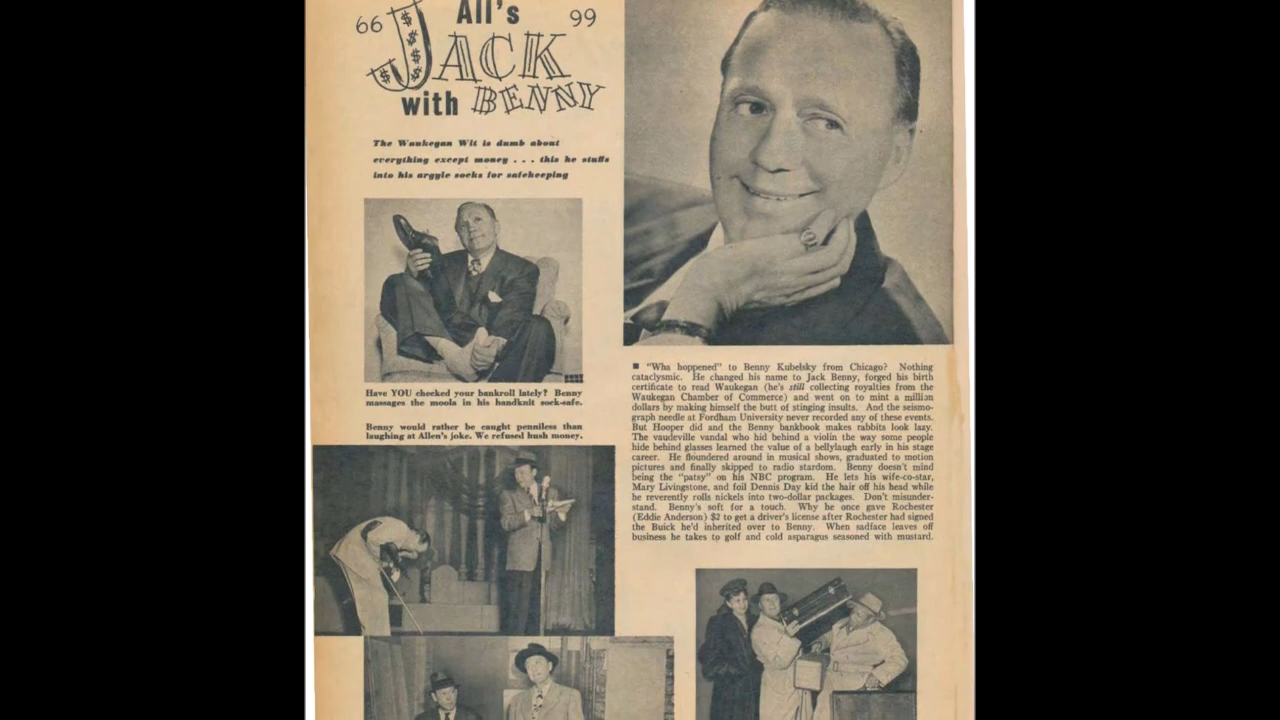 66 All's 99
JACK
with BENNY
The Waukegan Wit is dumb about
everything except money . . . this he stuffs
into his argyle socks for safekeeping
Have YOU checked your bankroll lately? Benny
massages the moola in his handknit sock-safe.
Benny would rather be caught penniless than
laughing at Allen's joke. We refused hush money.
■ "Wha hoppened" to Benny Kubelsky from Chicago? Nothing
cataclysmic. He changed his name to Jack Benny, forged his birth
certificate to read Waukegan (he's still collecting royalties from the
Waukegan Chamber of Commerce) and went on to mint a million
dollars by making himself the butt of stinging insults. And the seismo-
graph needle at Fordham University never recorded any of these events.
But Hooper did and the Benny bankbook makes rabbits look lazy.
The vaudeville vandal who hid behind a violin the way some people
hide behind glasses learned the value of a bellylaugh early in his stage
career. He floundered around in musical shows, graduated to motion
pictures and finally skipped to radio stardom. Benny doesn't mind
being the "patsy" on his NBC program. He lets his wife-co-star,
Mary Livingstone, and foil Dennis Day kid the hair off his head while
he reverently rolls nickels into two-dollar packages. Don't misunder-
stand. Benny's soft for a touch. Why he once gave Rochester
(Eddie Anderson) $2 to get a driver's license after Rochester had signed
the Buick he'd inherited over to Benny. When sadface leaves off
business he takes to golf and cold asparagus seasoned with mustard.